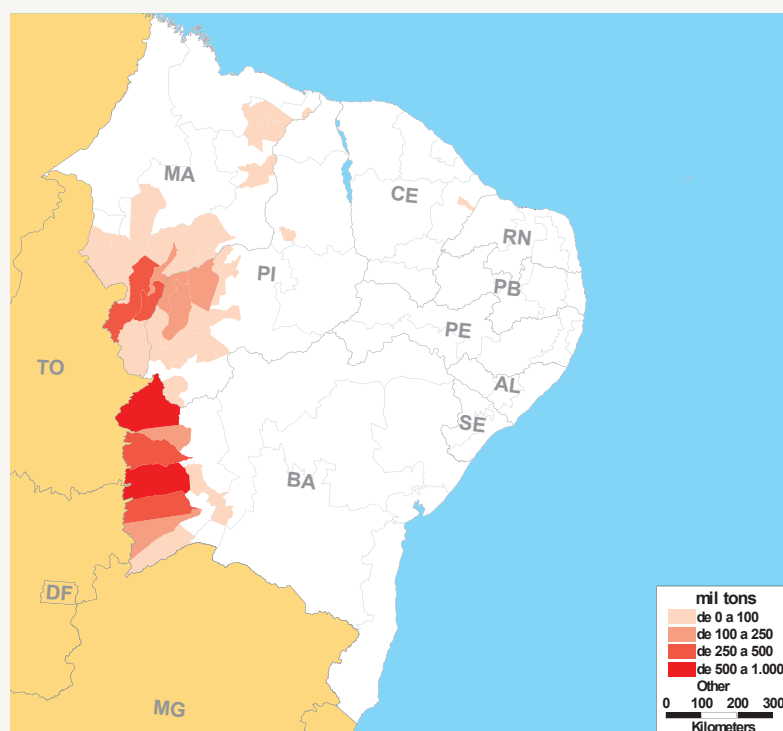 MA
CE
RN
PI
PB
PE
TO
AL
SE
BA
DF
MG
mil tons
de 0 a 100
de 100 a 250
de 250 a 500
de 500 a 1.000
Other
0 100 200 300
Kilometers